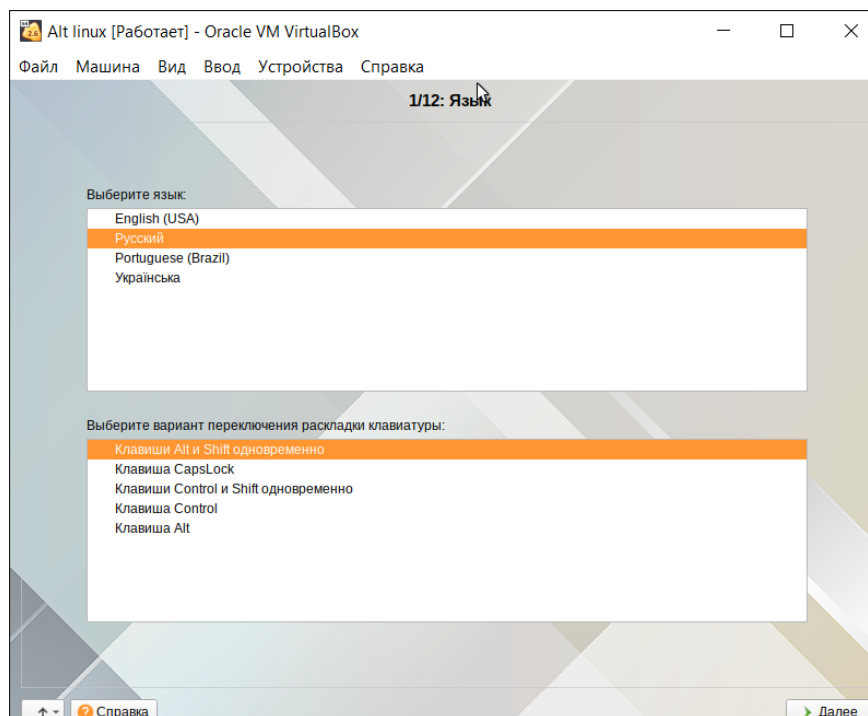 Alt linux [Работает] - Oracle VM VirtualBox
Файл Машина Вид Ввод Устройства Справка
1/12: Язык
Выберите язык:
English (USA)
Русский
Portuguese (Brazil)
Українська
Выберите вариант переключения раскладки клавиатуры:
Клавиши Alt и Shift одновременно
Клавиша CapsLock
Клавиши Control и Shift одновременно
Клавиша Control
Клавиша Alt
Справка Далее